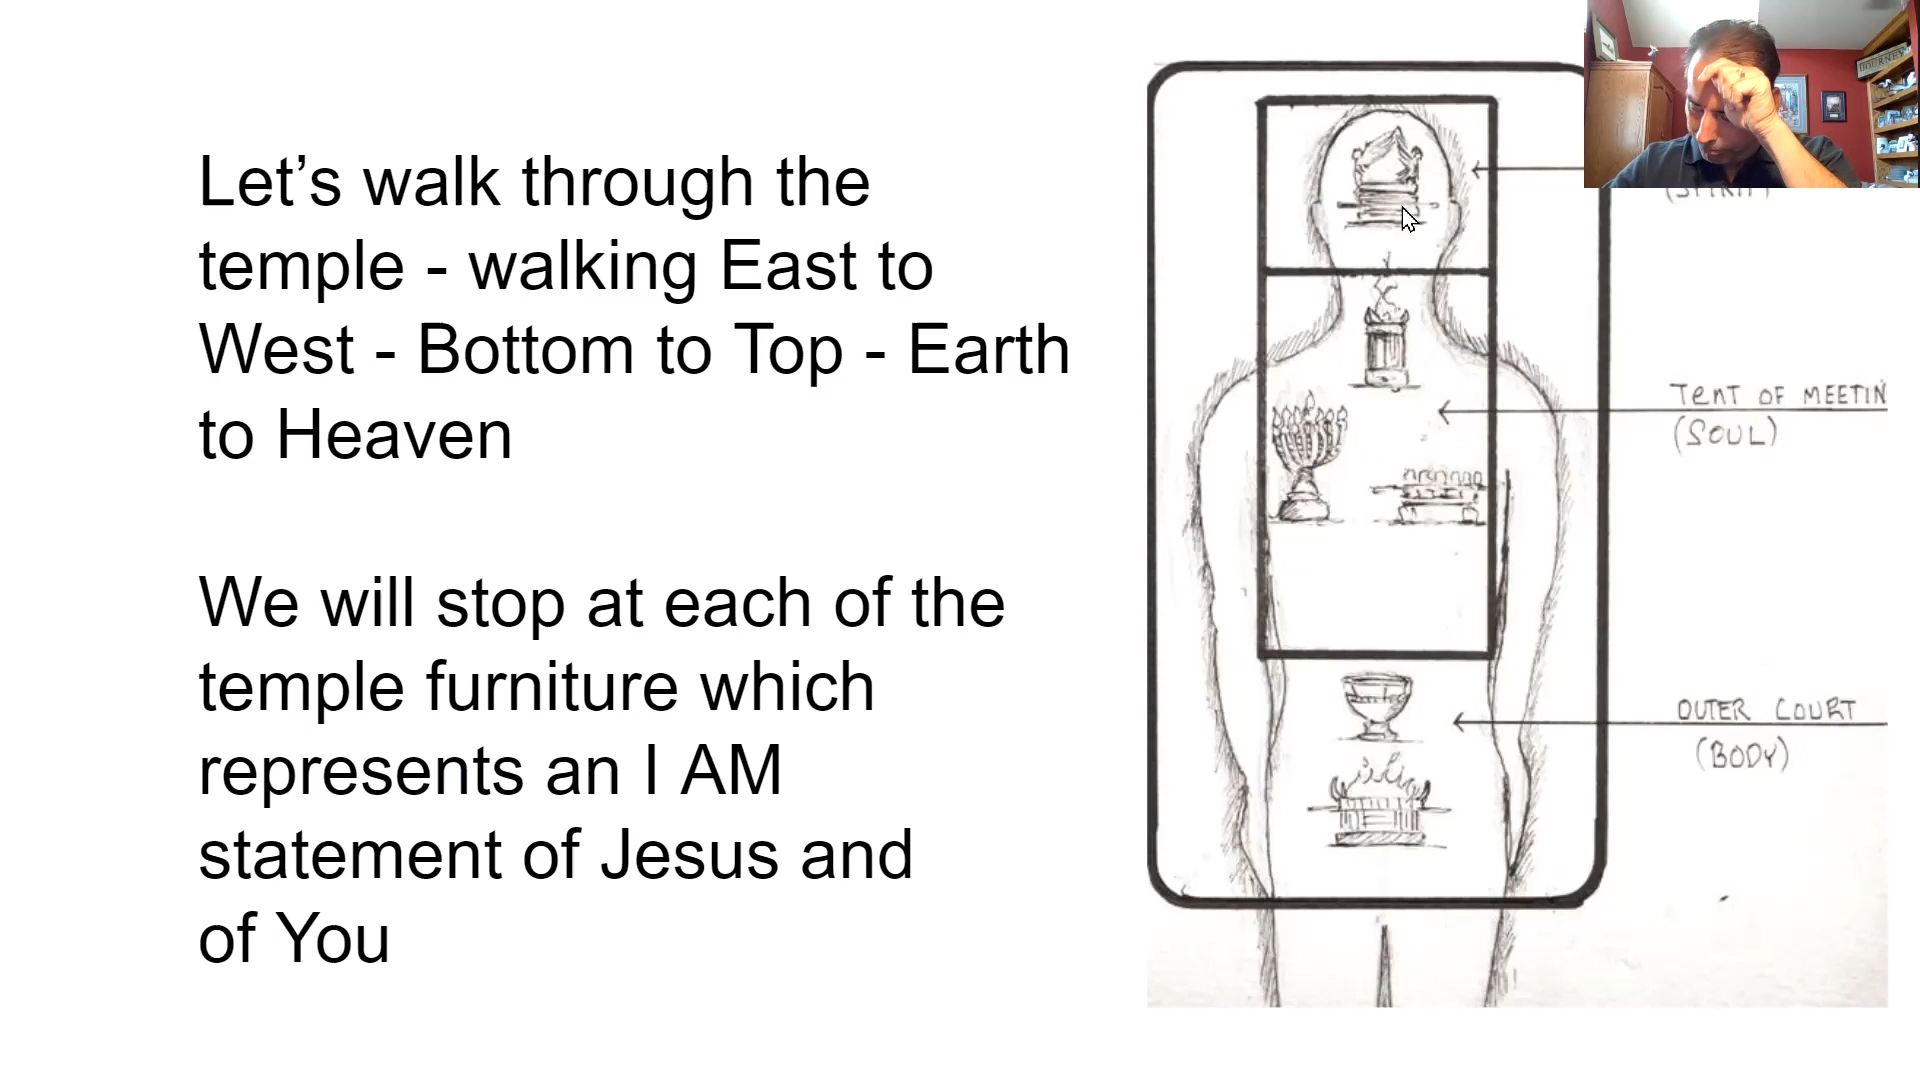 Let’s walk through the
temple - walking East to
West - Bottom to Top - Earth
to Heaven
We will stop at each of the
temple furniture which
represents an I AM
statement of Jesus and
of You
JOURNEY
TENT OF MEETIN
(SOUL)
OUTER COURT
(BODY)